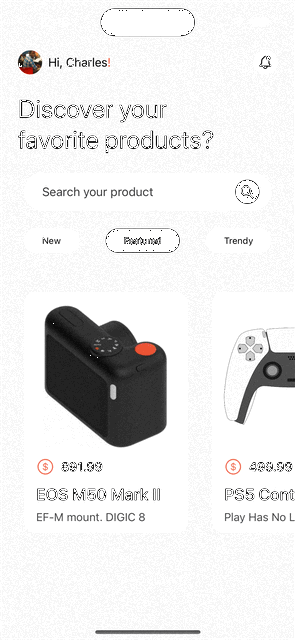 Hi, Charles!
Discover your
favorite products?
Search your product
New
Featured
Trendy
591.99
499.99
EOS M50 Mark II
PS5 Cont
EF-M mount. DIGIC 8
Play Has No L